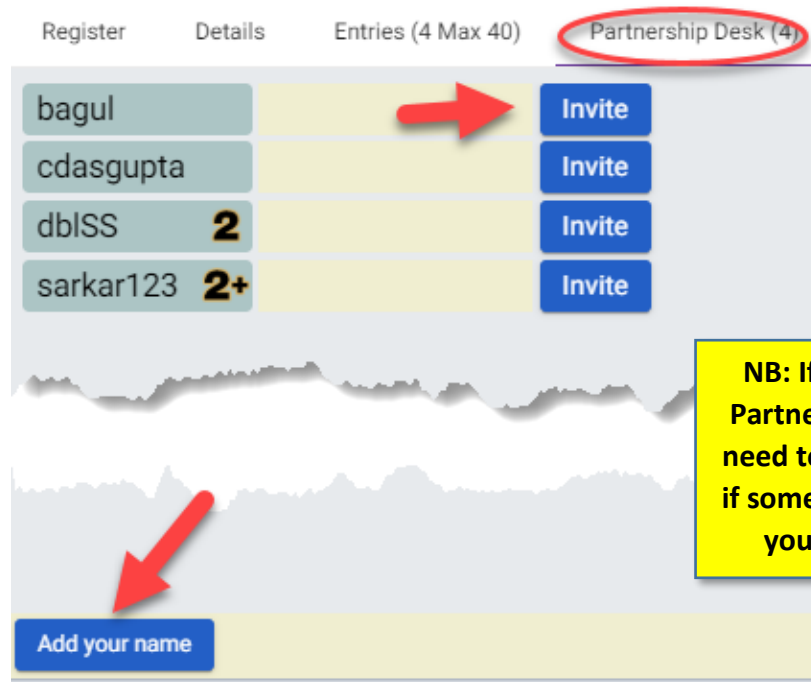 Register Details Entries (4 Max 40) Partnership Desk (4)
bagul Invite
cdasgupta Invite
dblSS 2 Invite
sarkar123 2+ Invite
NB: I
Partne
need t
if some
you
Add your name